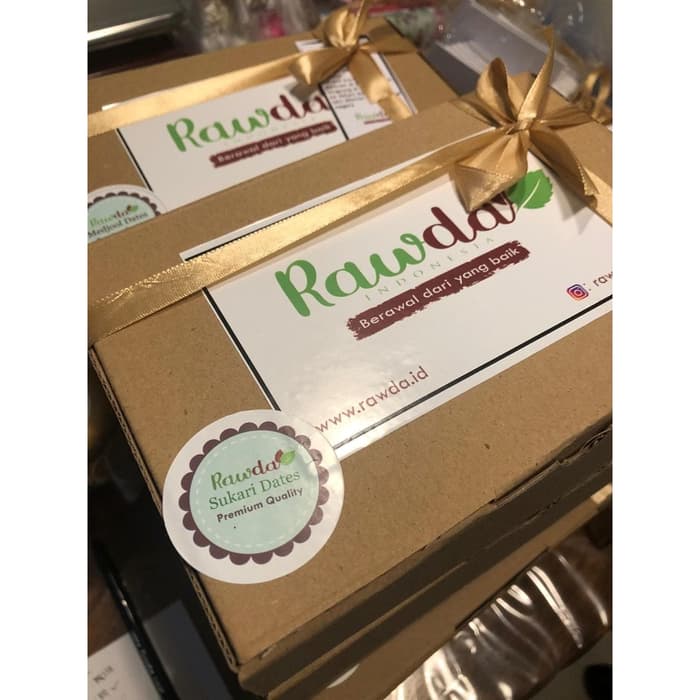 Rawda
Berawal dari yang baik
Rawda
Medjool Dates
Rawda
INDONESIA
Berawal dari yang baik
www.rawda.id
Rawda
Sukari Dates
Premium Quality